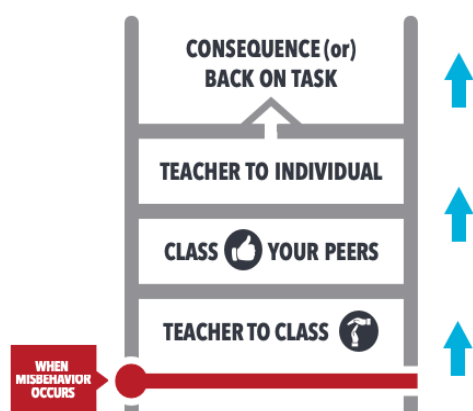 CONSEQUENCE (or)
BACK ON TASK
TEACHER TO INDIVIDUAL
CLASS YOUR PEERS
TEACHER TO CLASS
WHEN
MISBEHAVIOR
OCCURS